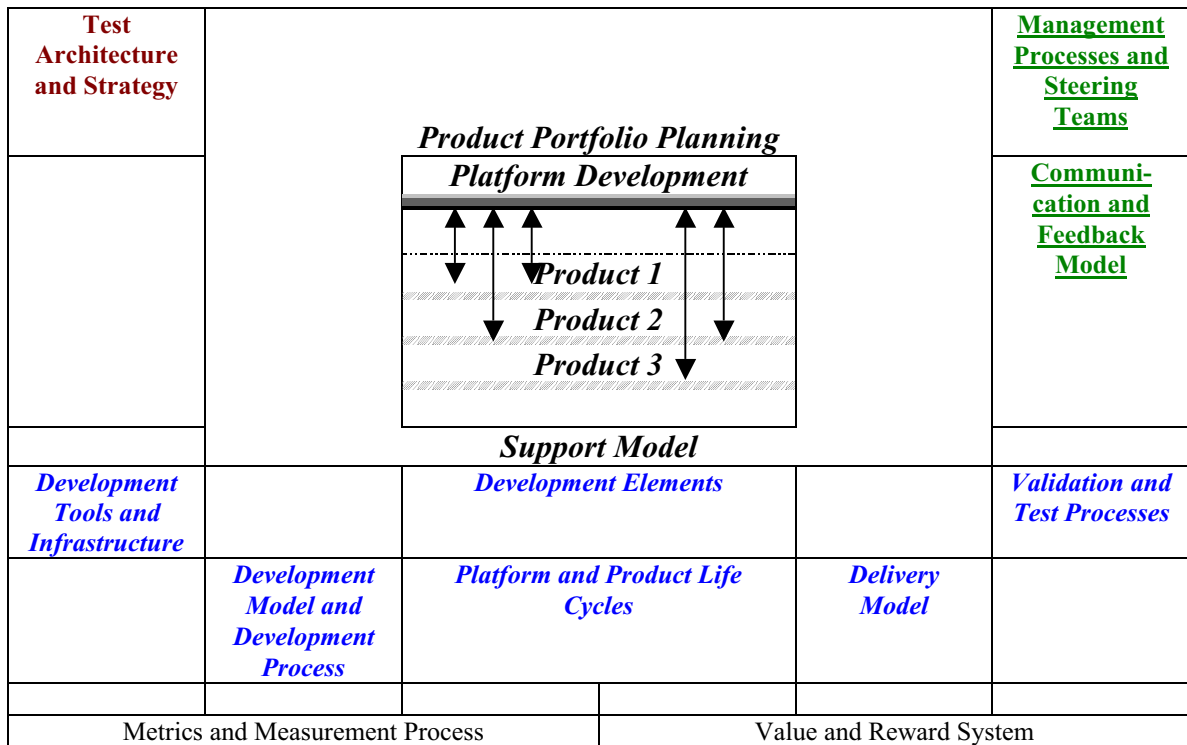 Test
Architecture
and Strategy
Management
Processes and
Steering
Teams
Product Portfolio Planning
Platform Development
Communi-
cation and
Feedback
Model
Product 1
Product 2
Product 3
Support Model
Development
Tools and
Infrastructure
Development Elements
Validation and
Test Processes
Development
Model and
Development
Process
Platform and Product Life
Cycles
Delivery
Model
Metrics and Measurement Process
Value and Reward System